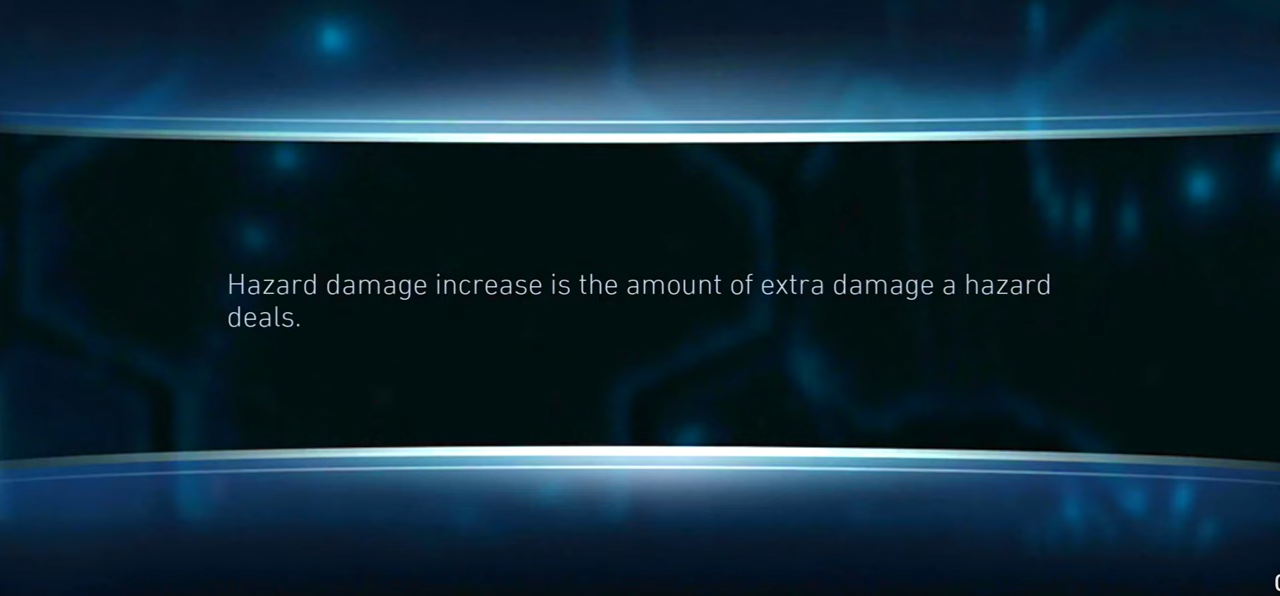 Hazard damage increase is the amount of extra damage a hazard
deals.